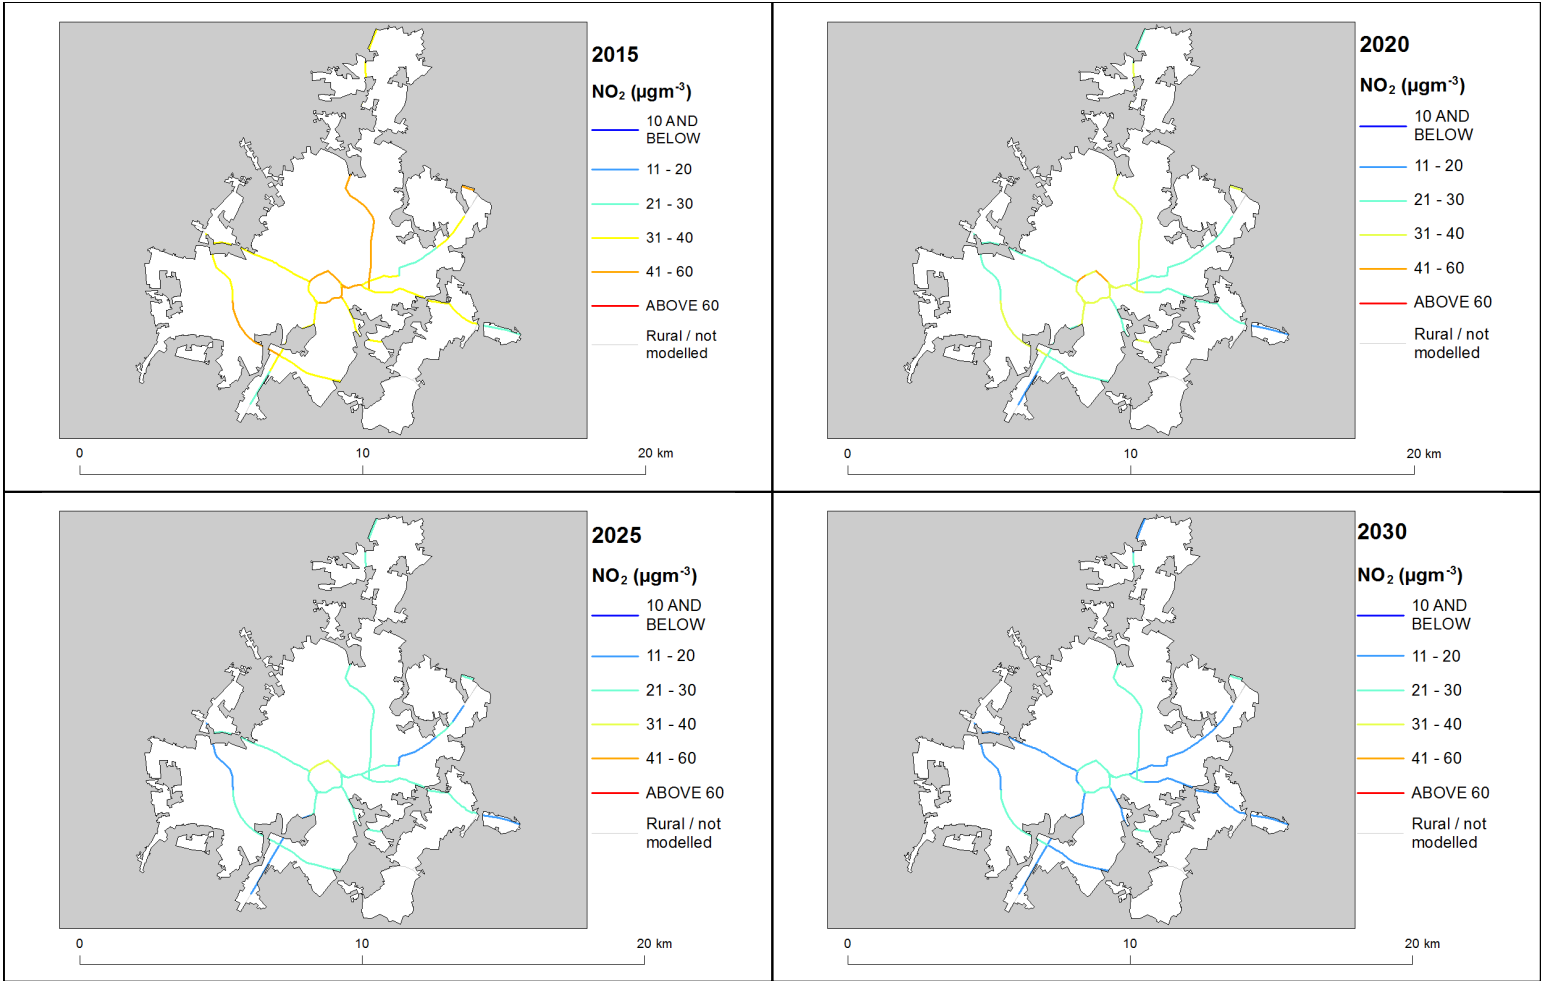 2015
NO₂ (µgm⁻³)
10 AND
BELOW
11 - 20
21 - 30
31 - 40
41 - 60
ABOVE 60
Rural / not
modelled
0 10 20 km
2020
NO₂ (µgm⁻³)
10 AND
BELOW
11 - 20
21 - 30
31 - 40
41 - 60
ABOVE 60
Rural / not
modelled
0 10 20 km
2025
NO₂ (µgm⁻³)
10 AND
BELOW
11 - 20
21 - 30
31 - 40
41 - 60
ABOVE 60
Rural / not
modelled
0 10 20 km
2030
NO₂ (µgm⁻³)
10 AND
BELOW
11 - 20
21 - 30
31 - 40
41 - 60
ABOVE 60
Rural / not
modelled
0 10 20 km